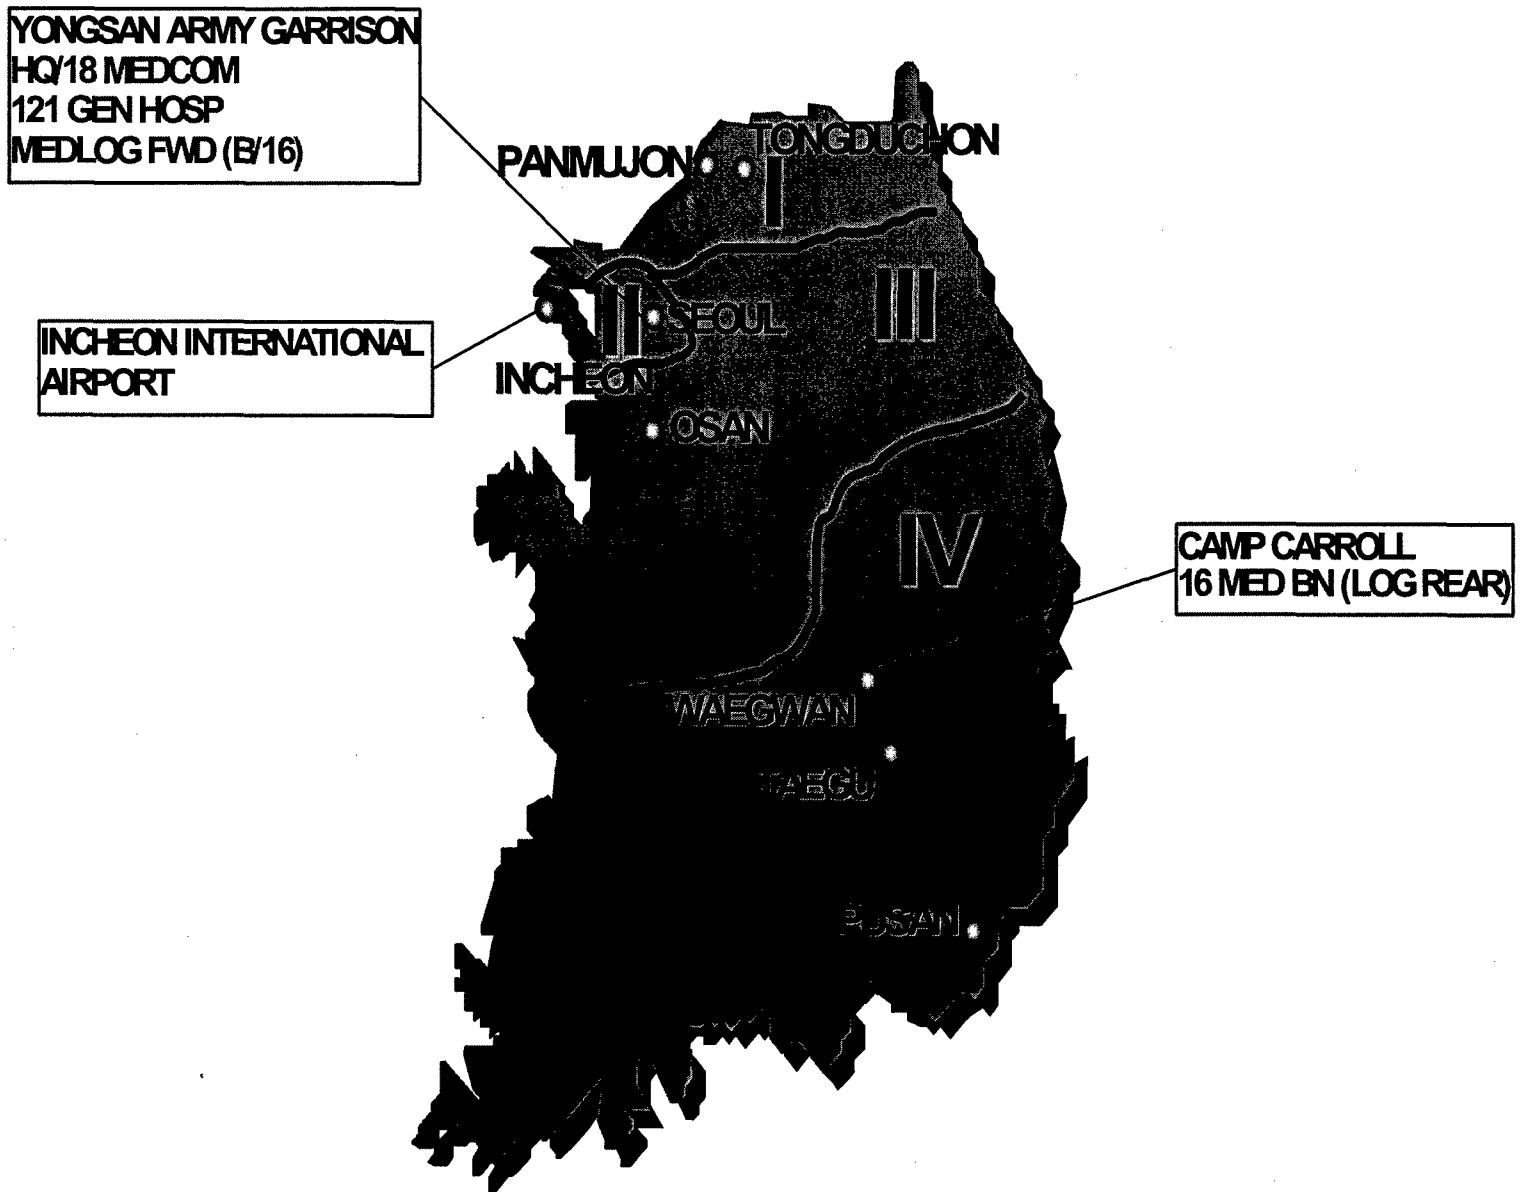 YONGSAN ARMY GARRISON
HQ/18 MEDCOM
121 GEN HOSP
MEDLOG FWD (B/16)
TONGDUCHON
PANMUJON
I
III
II
SEOUL
INCHEON INTERNATIONAL
AIRPORT
INCHEON
OSAN
IV
CAMP CARROLL
16 MED BN (LOG REAR)
WAEGWAN
TAEGU
PUSAN